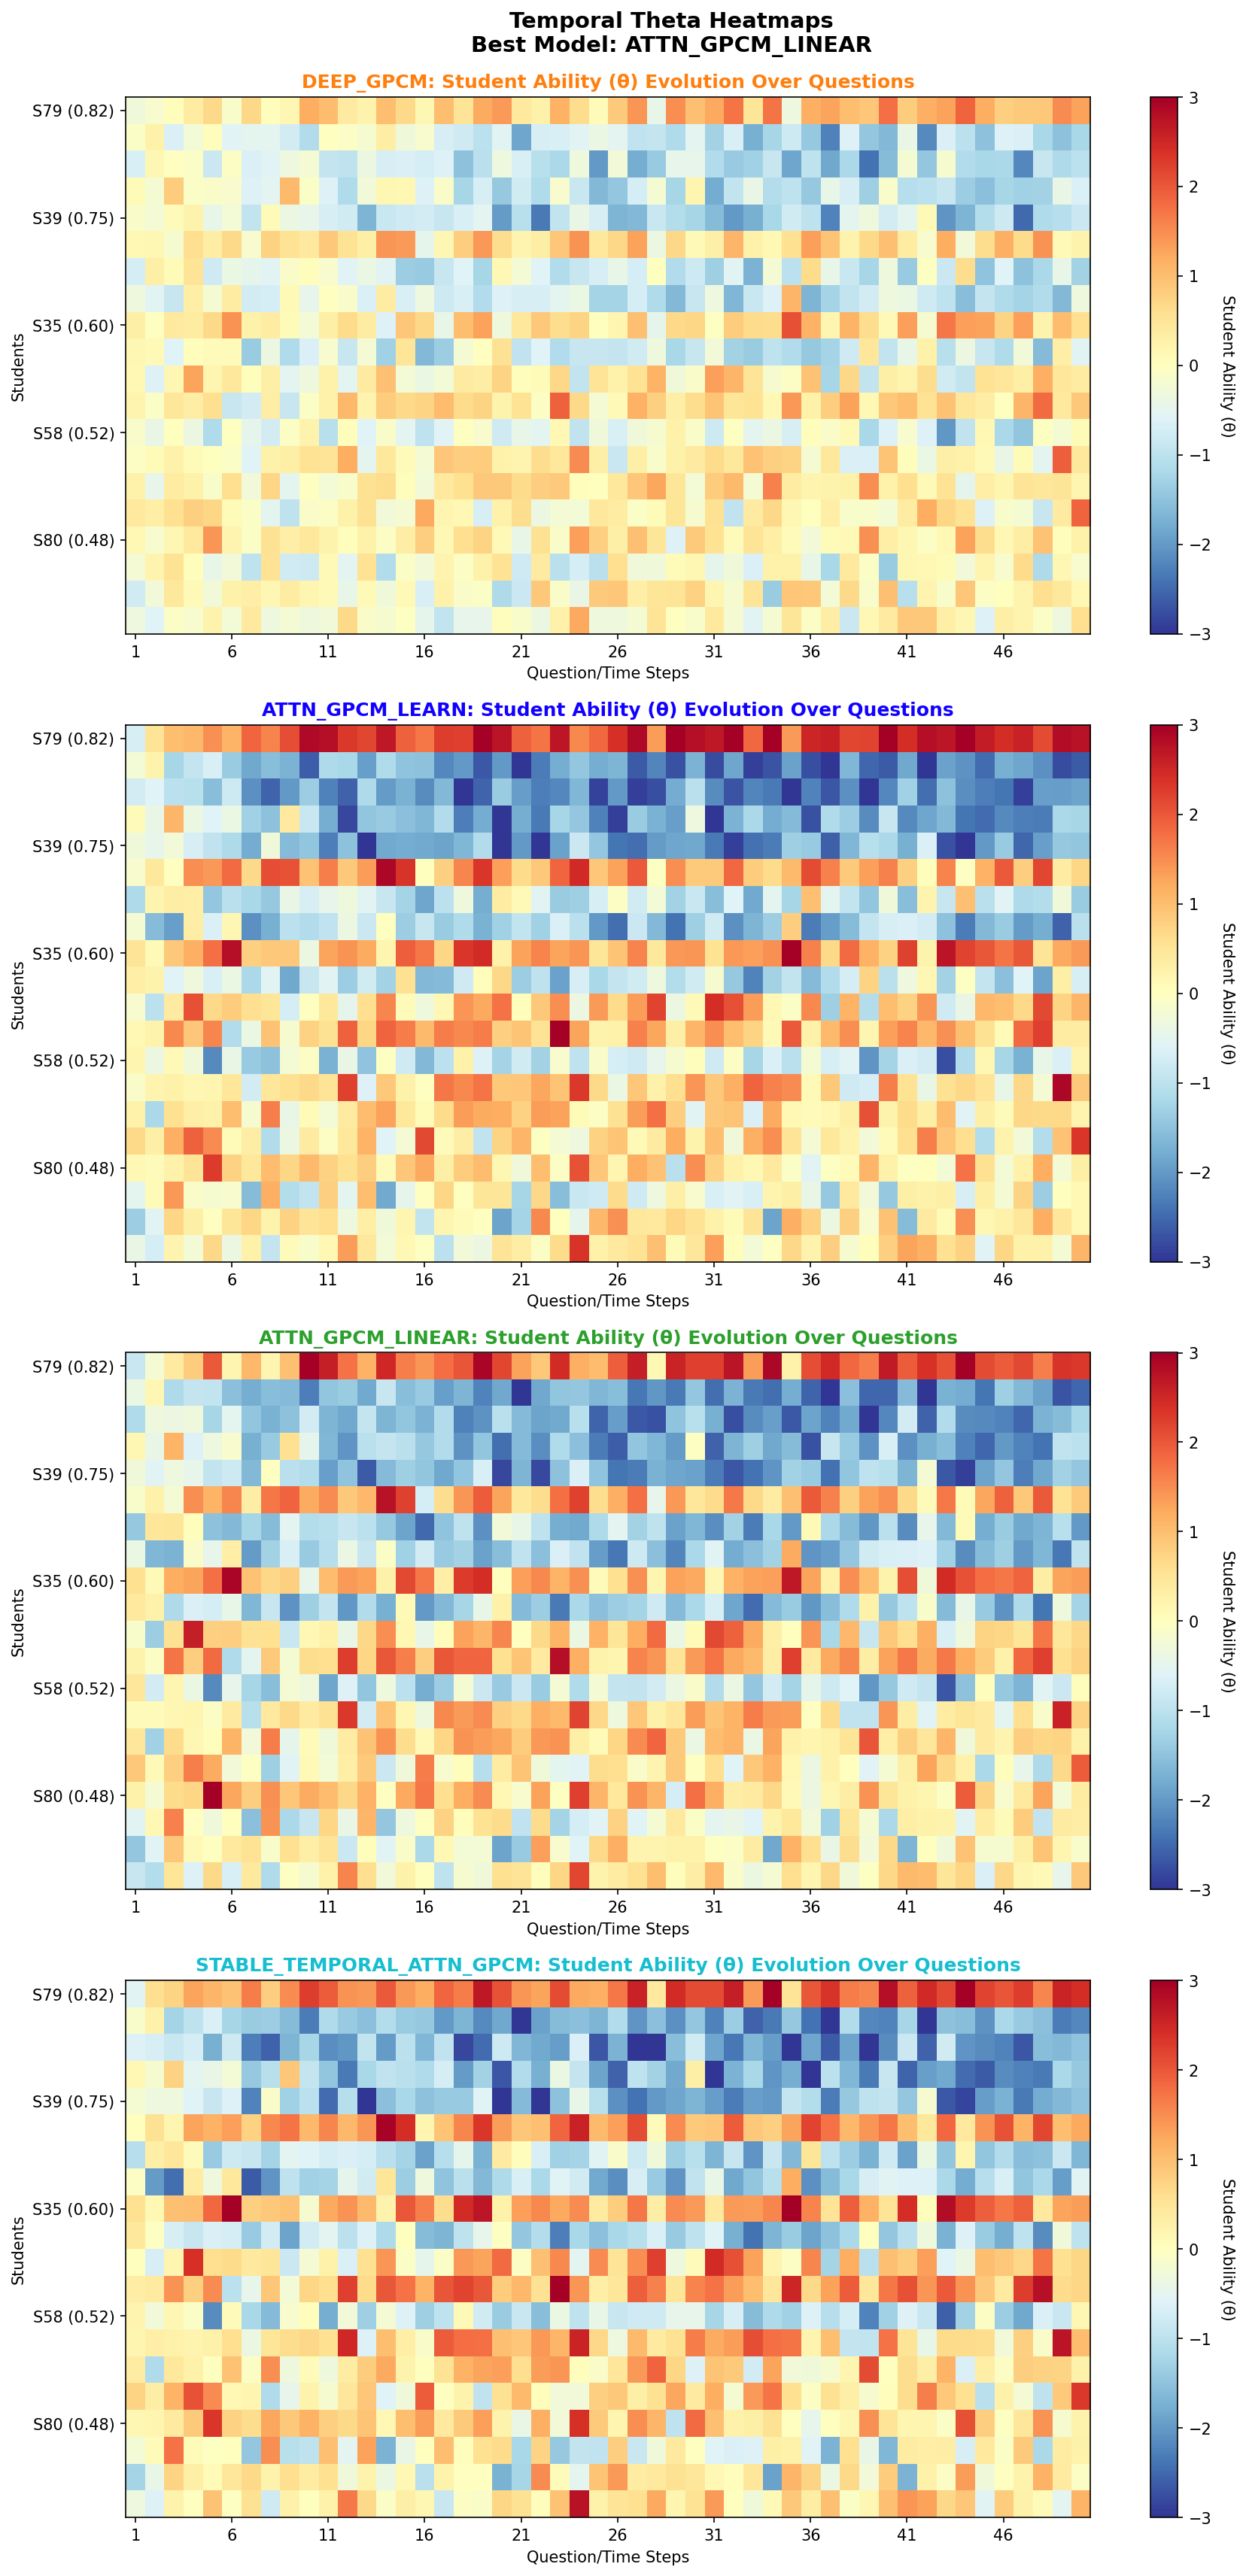 Temporal Theta Heatmaps
Best Model: ATTN_GPCM_LINEAR
DEEP_GPCM: Student Ability (θ) Evolution Over Questions
S79 (0.82)
S39 (0.75)
S35 (0.60)
S58 (0.52)
S80 (0.48)
Students
1 6 11 16 21 26 31 36 41 46
Question/Time Steps
3
2
1
0
−1
−2
−3
Student Ability (θ)
ATTN_GPCM_LEARN: Student Ability (θ) Evolution Over Questions
S79 (0.82)
S39 (0.75)
S35 (0.60)
S58 (0.52)
S80 (0.48)
Students
1 6 11 16 21 26 31 36 41 46
Question/Time Steps
3
2
1
0
−1
−2
−3
Student Ability (θ)
ATTN_GPCM_LINEAR: Student Ability (θ) Evolution Over Questions
S79 (0.82)
S39 (0.75)
S35 (0.60)
S58 (0.52)
S80 (0.48)
Students
1 6 11 16 21 26 31 36 41 46
Question/Time Steps
3
2
1
0
−1
−2
−3
Student Ability (θ)
STABLE_TEMPORAL_ATTN_GPCM: Student Ability (θ) Evolution Over Questions
S79 (0.82)
S39 (0.75)
S35 (0.60)
S58 (0.52)
S80 (0.48)
Students
1 6 11 16 21 26 31 36 41 46
Question/Time Steps
3
2
1
0
−1
−2
−3
Student Ability (θ)